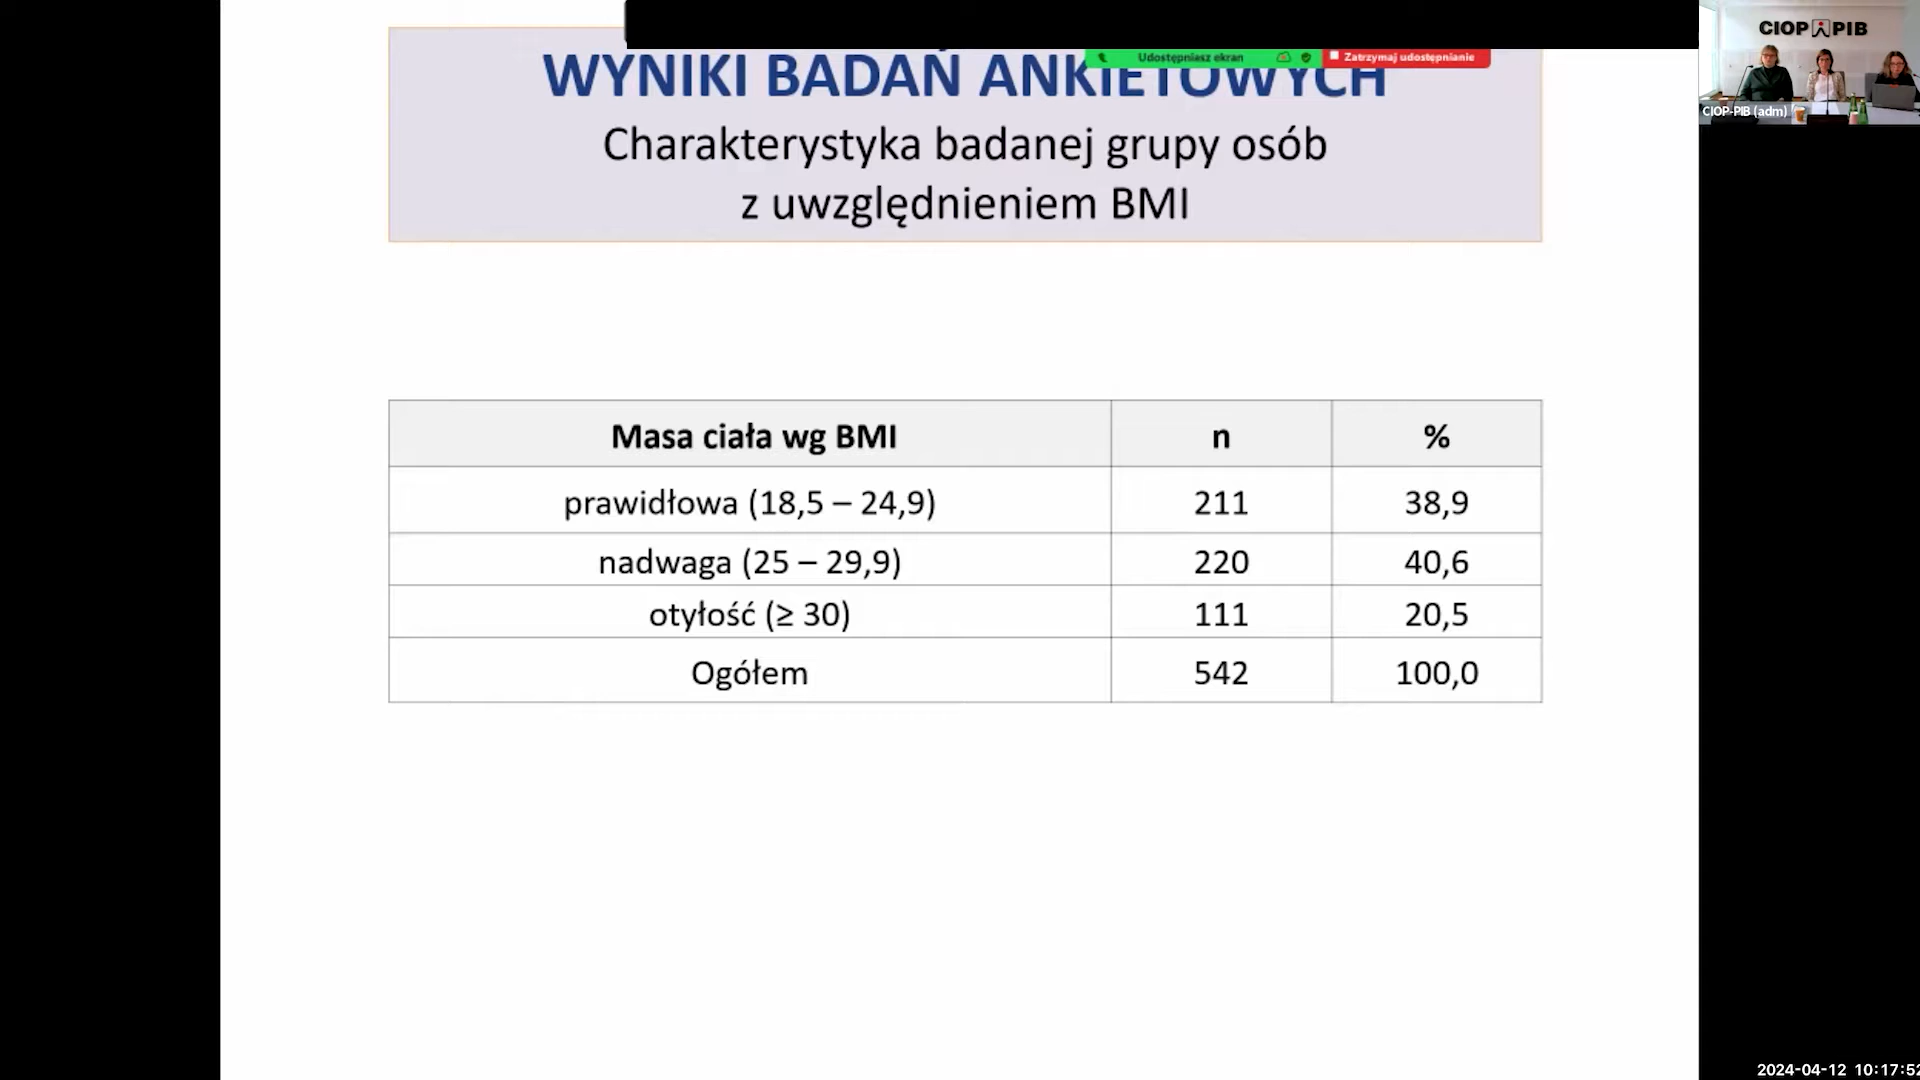 CIOP PIB
Udostępniasz ekran
Zatrzymaj udostępnianie
WYNIKI BADAŃ ANKIETOWYCH
CIOP-PIB (adm)
Charakterystyka badanej grupy osób
z uwzględnieniem BMI
Masa ciała wg BMI n %
prawidłowa (18,5 – 24,9) 211 38,9
nadwaga (25 – 29,9) 220 40,6
otyłość (≥ 30) 111 20,5
Ogółem 542 100,0
2024-04-12 10:17:52